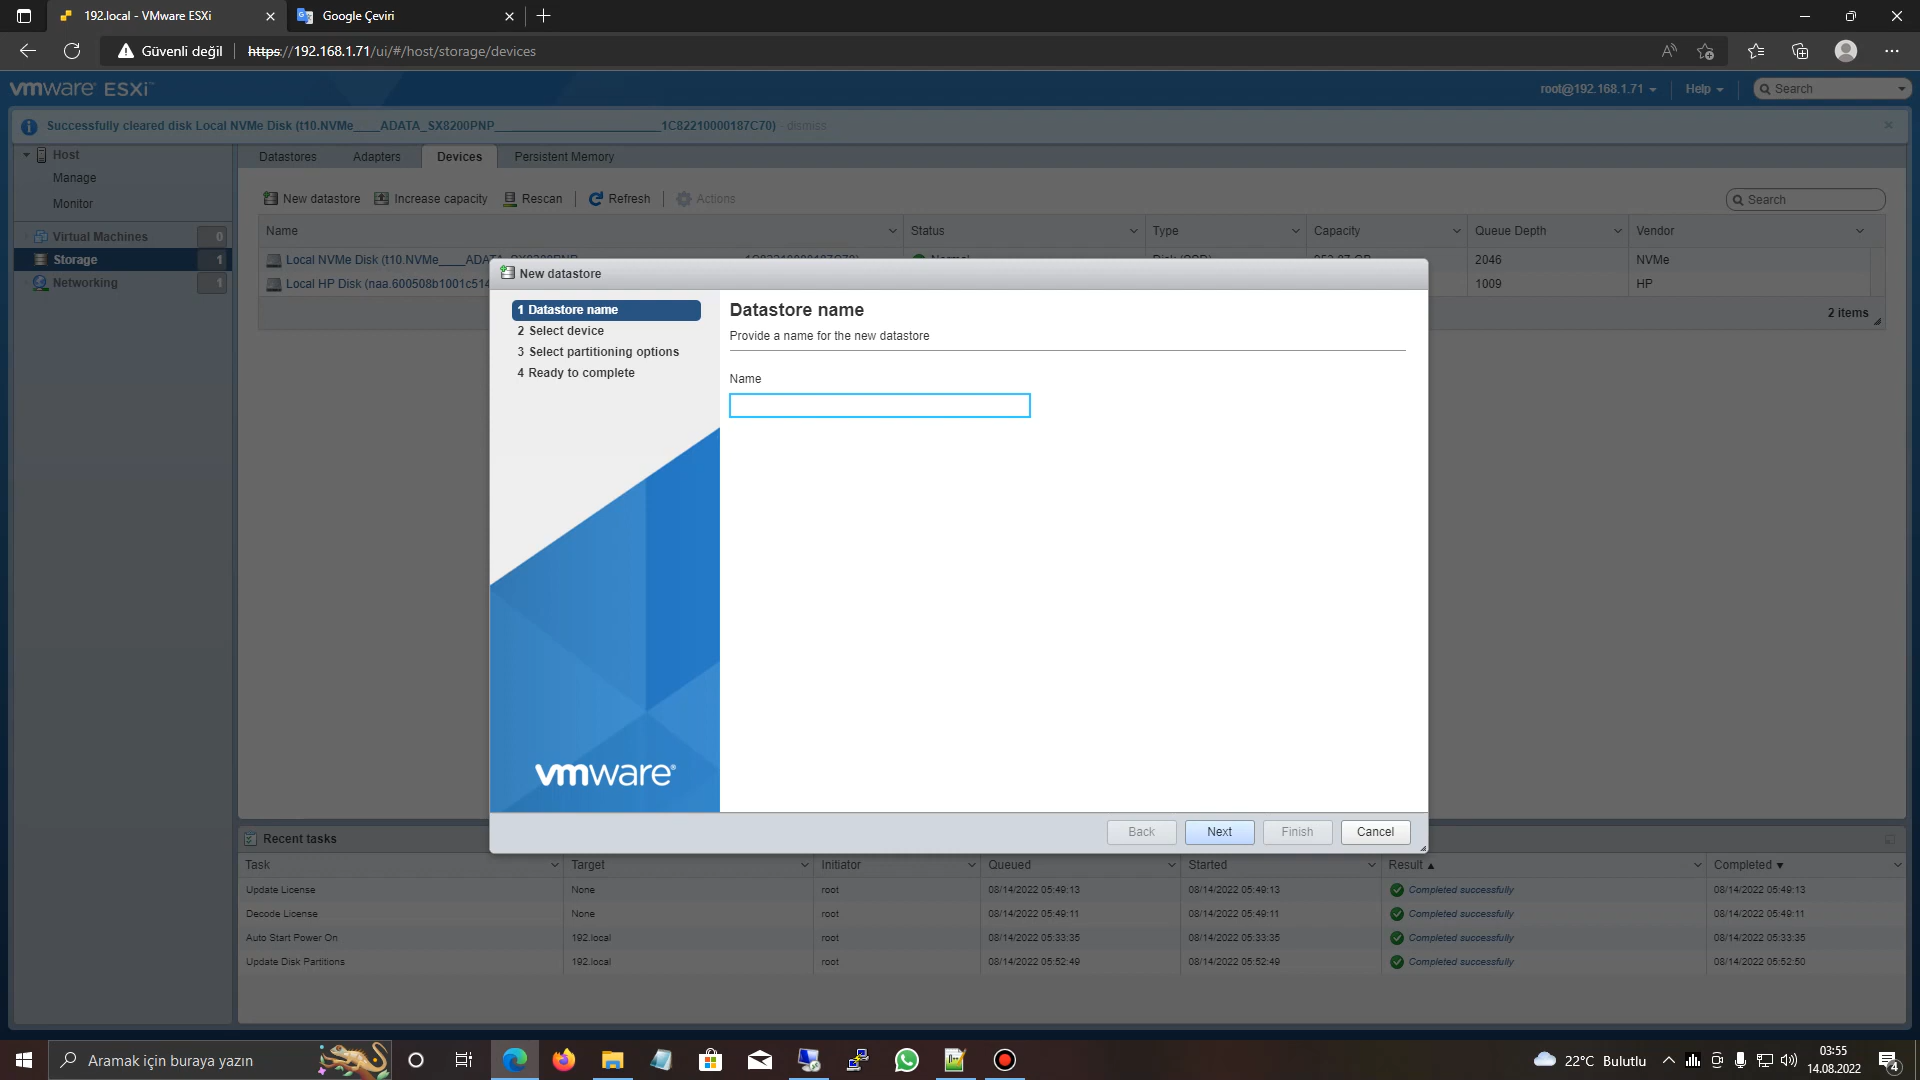 192.local - VMware ESXi
Google Çeviri
Güvenli değil
https://192.168.1.71/ui/#/host/storage/devices
vmware ESXi™
root@192.168.1.71
Help
Search
Successfully cleared disk Local NVMe Disk (t10.NVMe____ADATA_SX8200PNP_________________________1C82210000187C70) - dismiss
Host
Manage
Monitor
Virtual Machines 0
Storage 1
Networking 1
Datastores Adapters Devices Persistent Memory
New datastore Increase capacity Rescan Refresh Actions
Search
Name Status Type Capacity Queue Depth Vendor
Local NVMe Disk (t10.NVMe____ 2046 NVMe
Local HP Disk (naa.600508b1001c514 1009 HP
2 items
New datastore
1 Datastore name
2 Select device
3 Select partitioning options
4 Ready to complete
Datastore name
Provide a name for the new datastore
Name
vmware®
Back Next Finish Cancel
Recent tasks
Task Target Initiator Queued Started Result Completed
Update License None root 08/14/2022 05:49:13 08/14/2022 05:49:13 Completed successfully 08/14/2022 05:49:13
Decode License None root 08/14/2022 05:49:11 08/14/2022 05:49:11 Completed successfully 08/14/2022 05:49:11
Auto Start Power On 192.local root 08/14/2022 05:33:35 08/14/2022 05:33:35 Completed successfully 08/14/2022 05:33:35
Update Disk Partitions 192.local root 08/14/2022 05:52:49 08/14/2022 05:52:49 Completed successfully 08/14/2022 05:52:50
Aramak için buraya yazın
22°C Bulutlu
03:55
14.08.2022
4